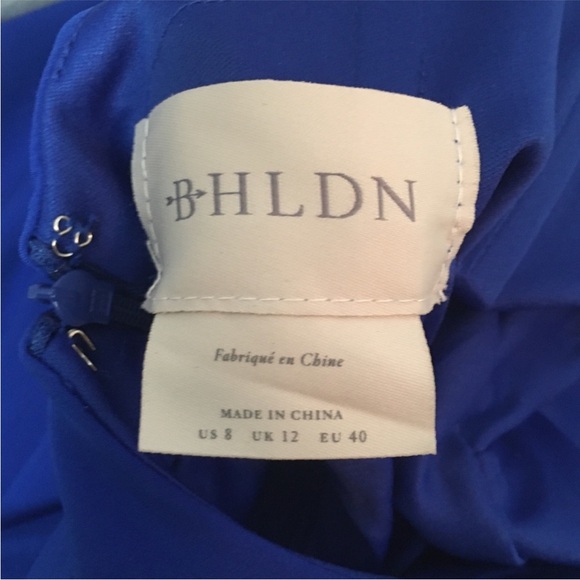 BHLDN
Fabriqué en Chine
MADE IN CHINA
US 8 UK 12 EU 40